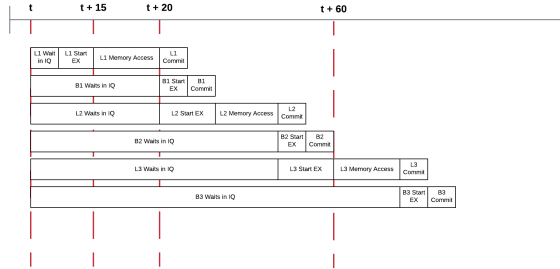 t t + 15 t + 20 t + 60
L1 Wait
in IQ
L1 Start
EX
L1 Memory Access
L1
Commit
B1 Waits in IQ
B1 Start
EX
B1
Commit
L2 Waits in IQ
L2 Start EX
L2 Memory Access
L2
Commit
B2 Waits in IQ
B2 Start
EX
B2
Commit
L3 Waits in IQ
L3 Start EX
L3 Memory Access
L3
Commit
B3 Waits in IQ
B3 Start
EX
B3
Commit